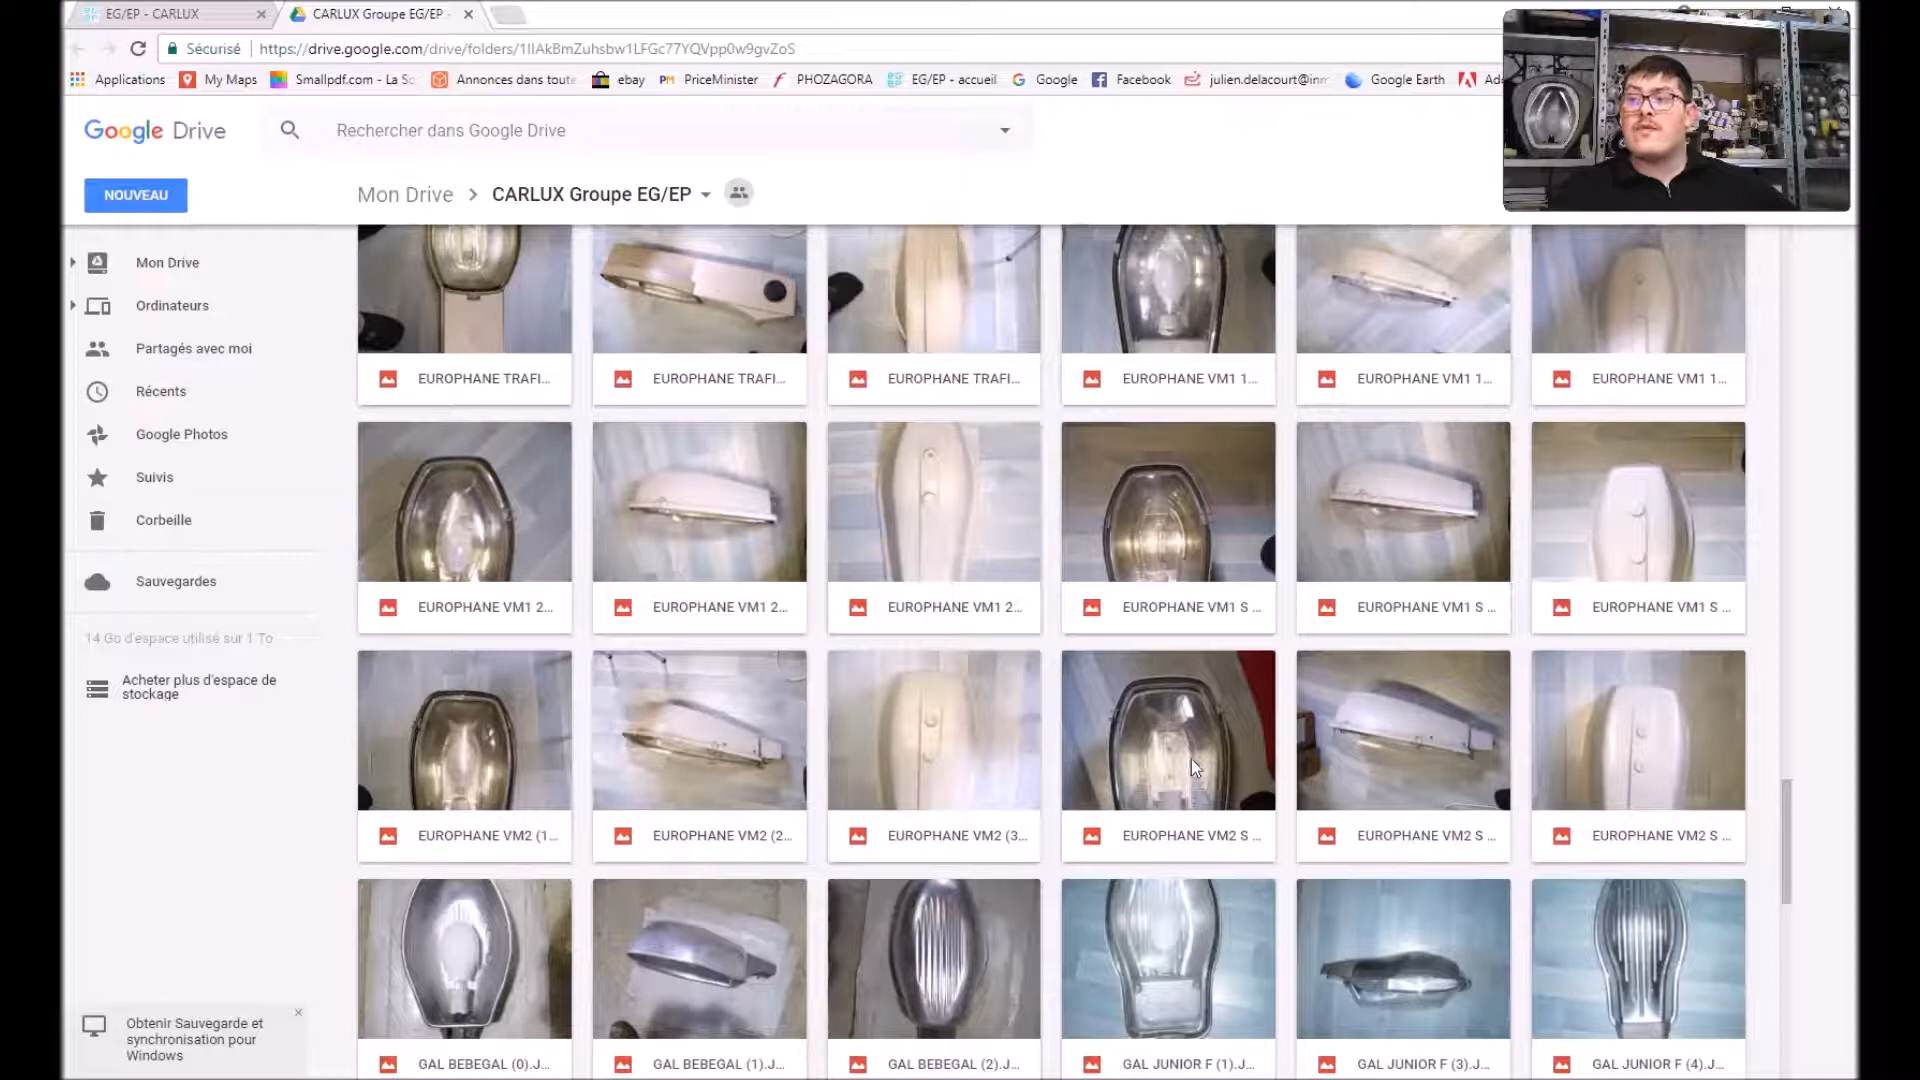 EG/EP - CARLUX
CARLUX Groupe EG/EP -
Sécurisé
https://drive.google.com/drive/folders/1IIAkBmZuhsbw1LFGc77YQVpp0w9gvZoS
Applications
My Maps
Smallpdf.com - La So
Annonces dans toute
ebay
PM PriceMinister
PHOZAGORA
EG/EP - accueil
Google
Facebook
julien.delacourt@inn
Google Earth
Ado
Google Drive
Rechercher dans Google Drive
NOUVEAU
Mon Drive > CARLUX Groupe EG/EP
Mon Drive
Ordinateurs
Partagés avec moi
Récents
Google Photos
Suivis
Corbeille
Sauvegardes
14 Go d'espace utilisé sur 1 To
Acheter plus d'espace de
stockage
Obtenir Sauvegarde et
synchronisation pour
Windows
EUROPHANE TRAFI...
EUROPHANE TRAFI...
EUROPHANE TRAFI...
EUROPHANE VM1 1...
EUROPHANE VM1 1...
EUROPHANE VM1 1...
EUROPHANE VM1 2...
EUROPHANE VM1 2...
EUROPHANE VM1 2...
EUROPHANE VM1 S ...
EUROPHANE VM1 S ...
EUROPHANE VM1 S ...
EUROPHANE VM2 (1...
EUROPHANE VM2 (2...
EUROPHANE VM2 (3...
EUROPHANE VM2 S ...
EUROPHANE VM2 S ...
EUROPHANE VM2 S ...
GAL BEBEGAL (0).J...
GAL BEBEGAL (1).J...
GAL BEBEGAL (2).J...
GAL JUNIOR F (1).J...
GAL JUNIOR F (3).J...
GAL JUNIOR F (4).J...